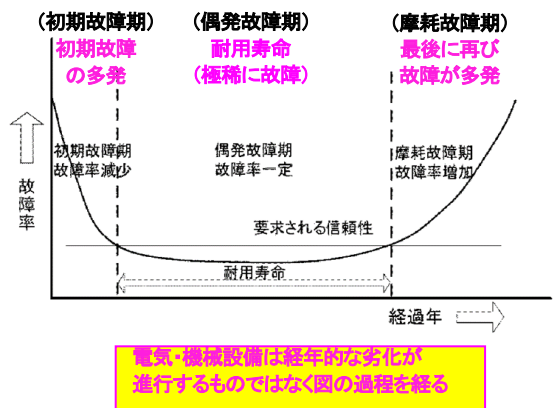 (初期故障期)
初期故障
の多発
(偶発故障期)
耐用寿命
(極稀に故障)
(摩耗故障期)
最後に再び
故障が多発
故障率
初期故障期
故障率減少
偶発故障期
故障率一定
摩耗故障期
故障率増加
要求される信頼性
耐用寿命
経過年
電気・機械設備は経年的な劣化が
進行するものではなく図の過程を経る